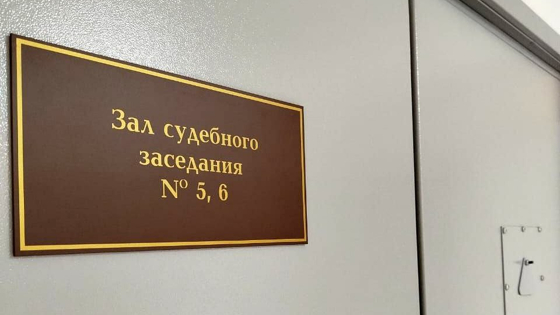 Зал судебного
заседания
№ 5, 6